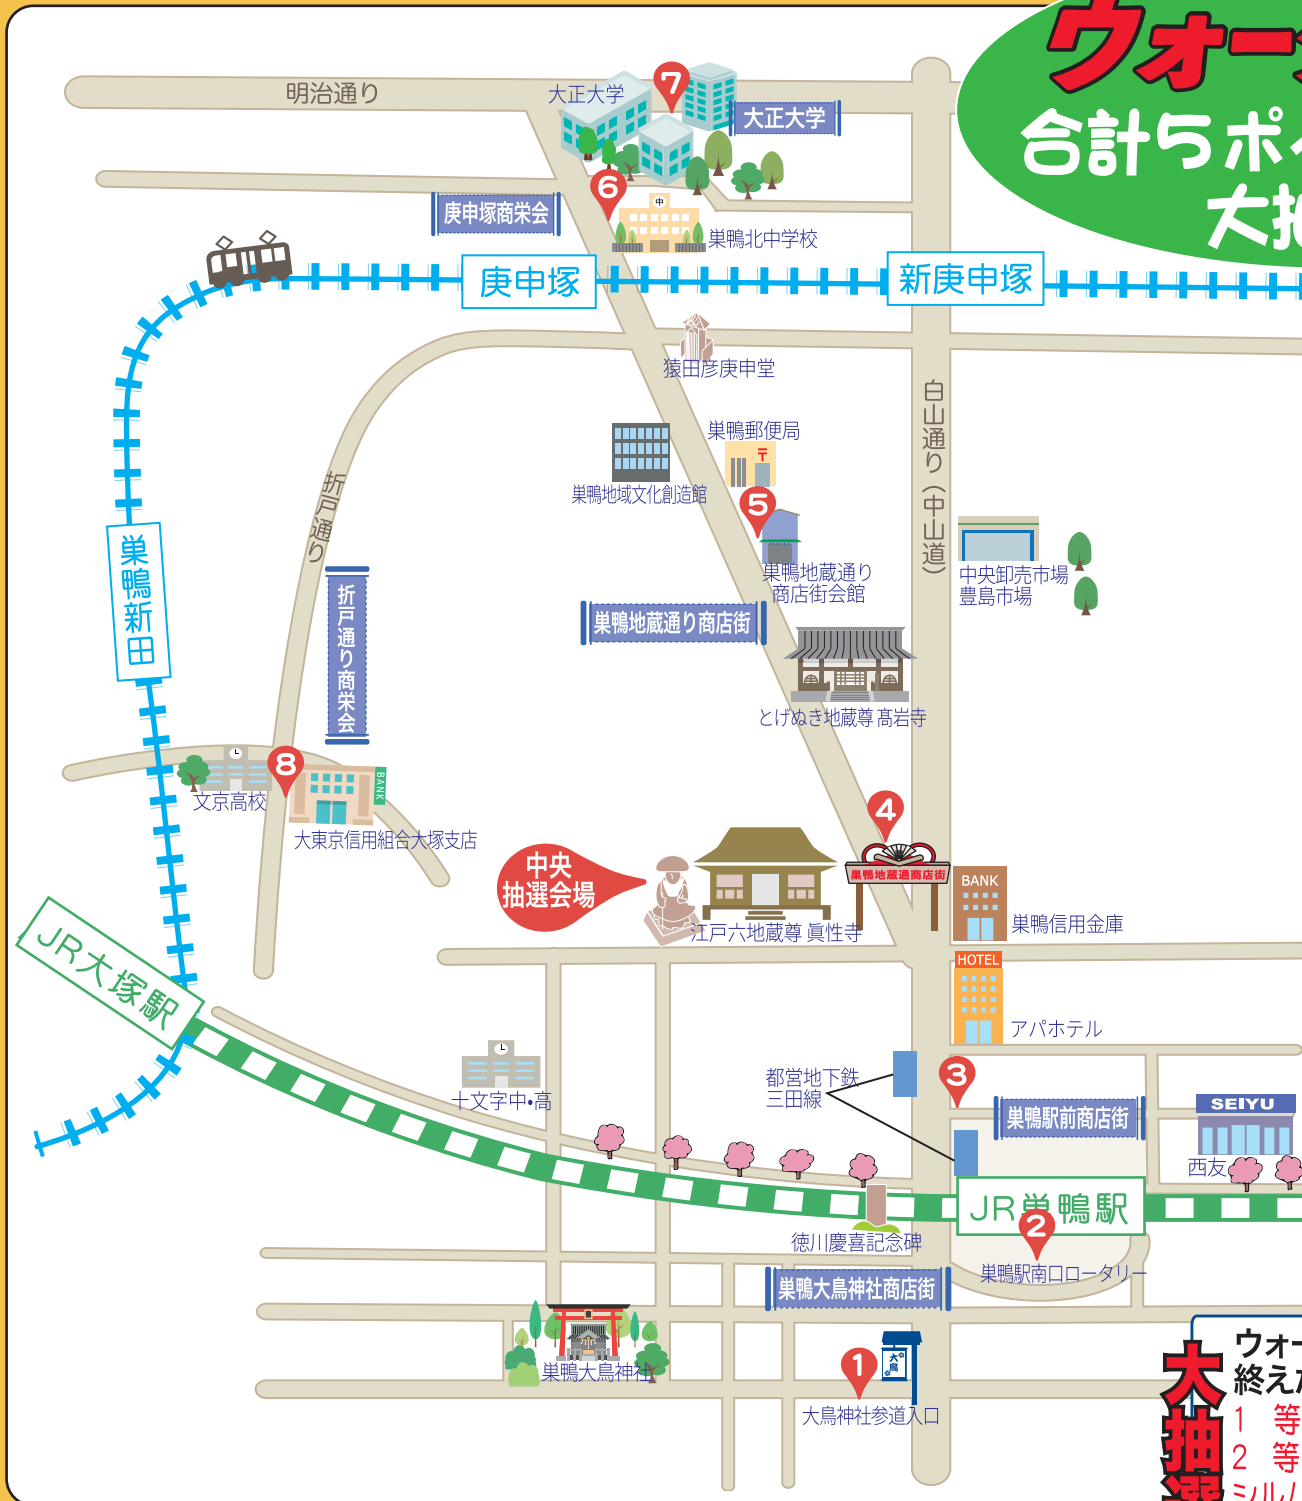 ウォー
合計らポイ
大抽
明治通り
大正大学
7
大正大学
6
庚申塚商栄会
中
巣鴨北中学校
庚申塚
新庚申塚
猿田彦庚申堂
白山通り(中山道)
巣鴨郵便局
〒
巣鴨地域文化創造館
5
巣鴨地蔵通り
商店街会館
折戸通り
中央卸売市場
豊島市場
巣鴨新田
折戸通り商栄会
巣鴨地蔵通り商店街
とげぬき地蔵尊 髙岩寺
8
文京高校
BANK
大東京信用組合大塚支店
4
中央
抽選会場
巣鴨地蔵通商店街
BANK
江戸六地蔵尊 眞性寺
巣鴨信用金庫
HOTEL
アパホテル
JR大塚駅
十文字中・高
都営地下鉄
三田線
3
巣鴨駅前商店街
SEIYU
西友
JR巣鴨駅
2
徳川慶喜記念碑
巣鴨駅南口ロータリー
巣鴨大鳥神社商店街
巣鴨大鳥神社
1
大鳥
大鳥神社参道入口
大抽選
ウォー
終えた
1 等
2 等
シルバ